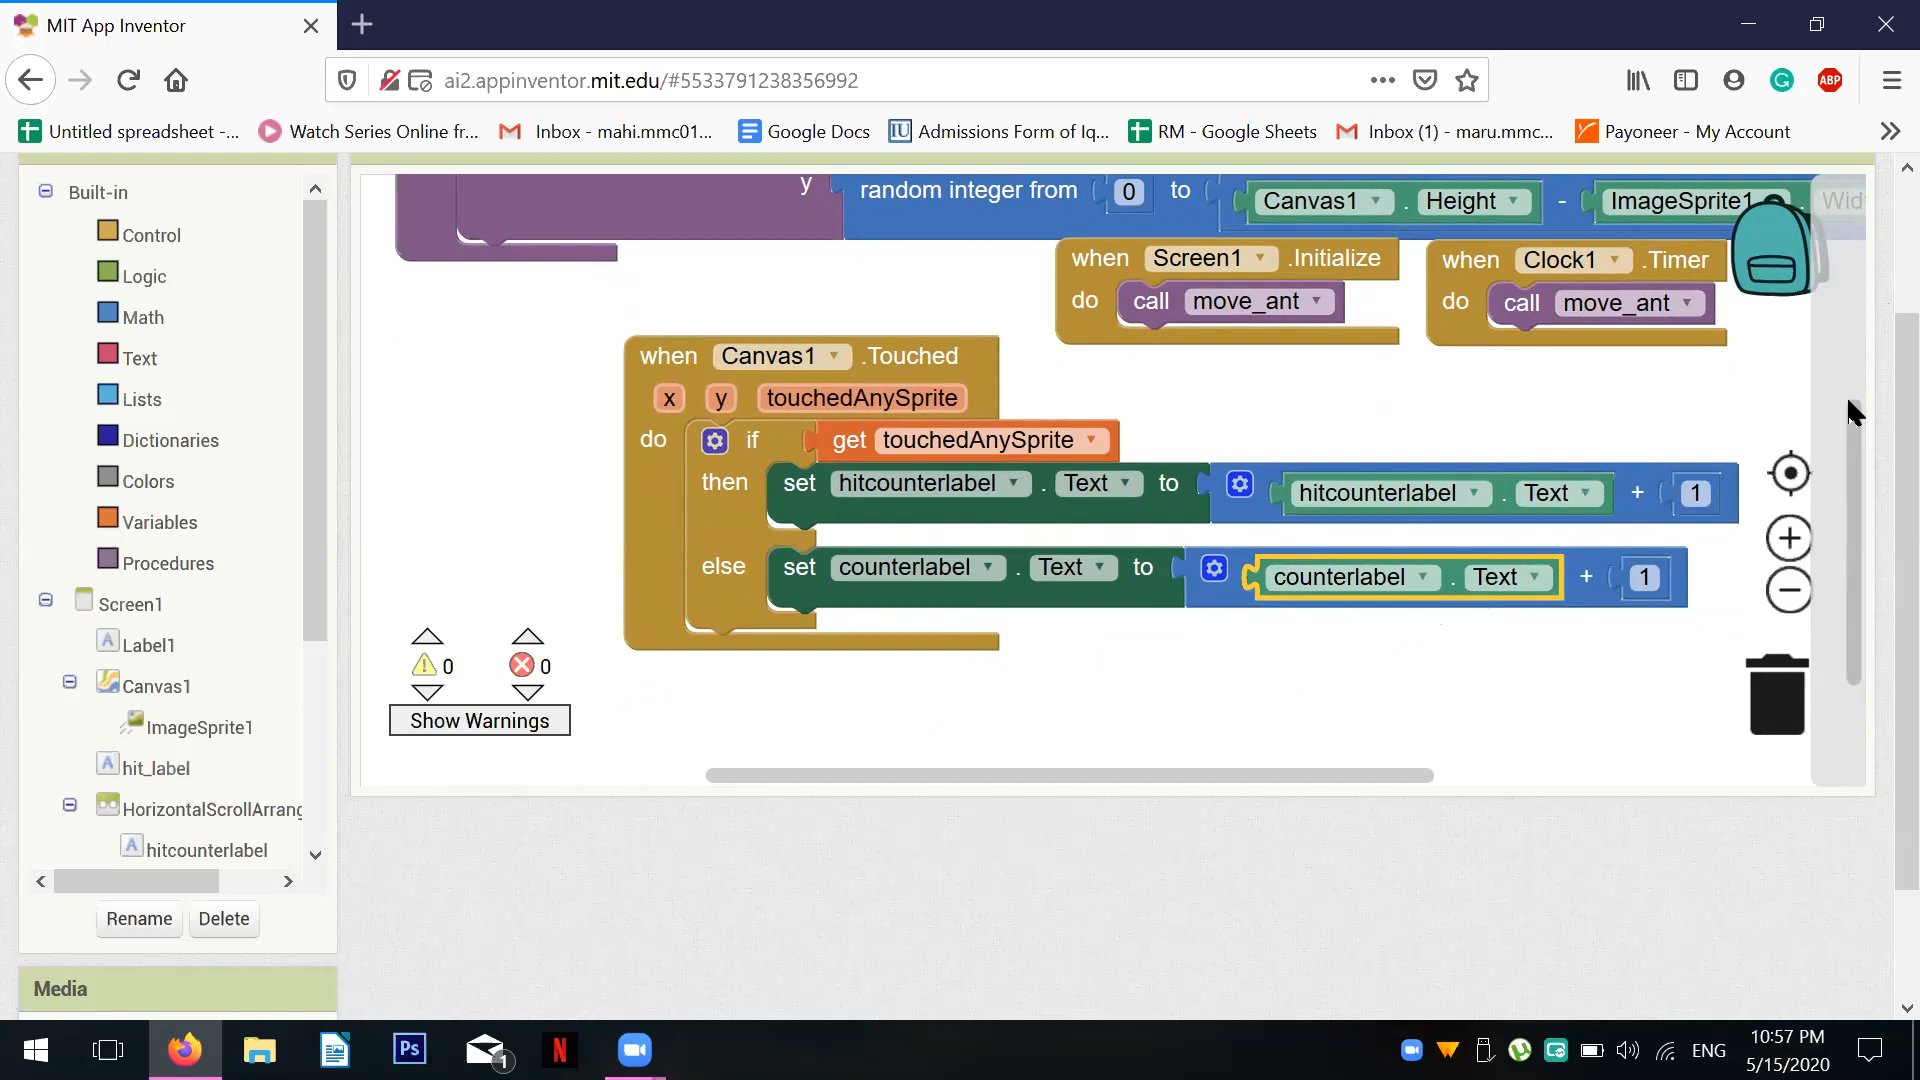 MIT App Inventor
ai2.appinventor.mit.edu/#5533791238356992
Untitled spreadsheet -... Watch Series Online fr... Inbox - mahi.mmc01... Google Docs IU Admissions Form of Iq... RM - Google Sheets Inbox (1) - maru.mmc... Payoneer - My Account
ABP
Built-in
Control
Logic
Math
Text
Lists
Dictionaries
Colors
Variables
Procedures
Screen1
Label1
Canvas1
ImageSprite1
hit_label
HorizontalScrollArrang
hitcounterlabel
Rename Delete
Media
y random integer from 0 to Canvas1 . Height - ImageSprite1 . Wid
when Screen1 .Initialize
do call move_ant
when Clock1 .Timer
do call move_ant
when Canvas1 .Touched
x y touchedAnySprite
do if get touchedAnySprite
then set hitcounterlabel . Text to hitcounterlabel . Text + 1
else set counterlabel . Text to counterlabel . Text + 1
0 0
Show Warnings
Ps 1 N ENG
10:57 PM
5/15/2020